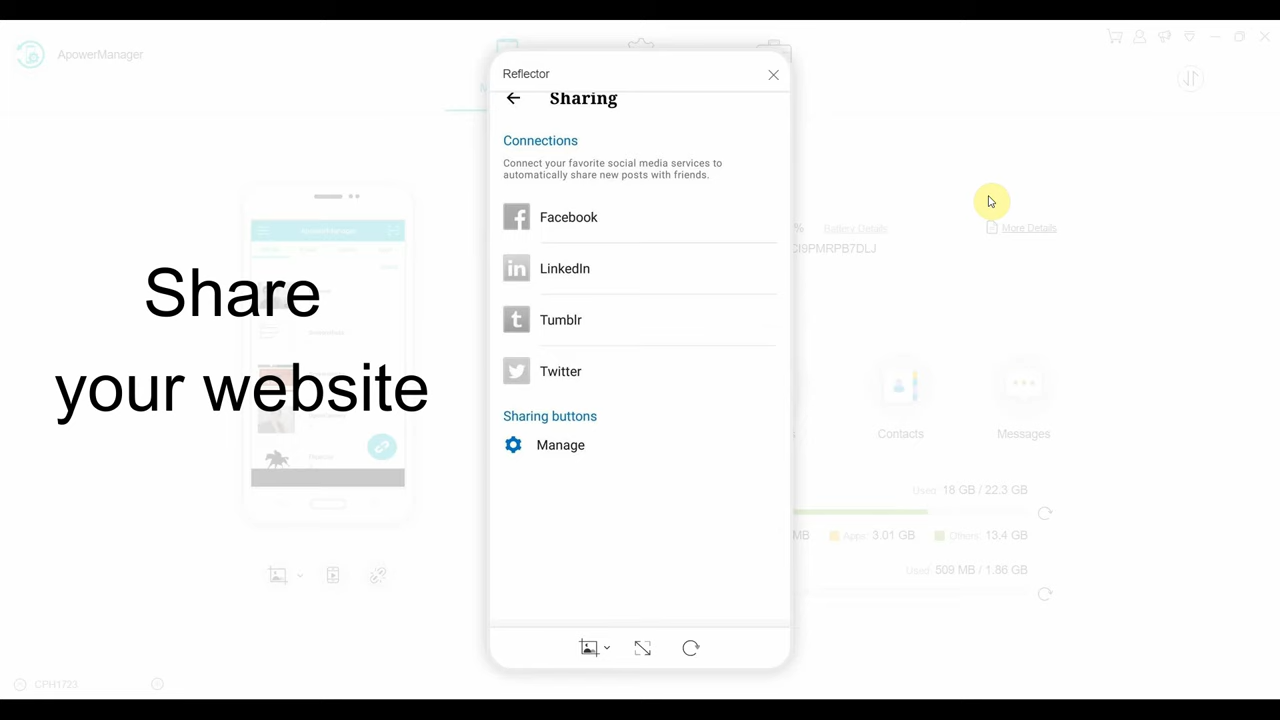 ApowerManager
Reflector
Sharing
Connections
Connect your favorite social media services to
automatically share new posts with friends.
Facebook
LinkedIn
Tumblr
Twitter
Sharing buttons
Manage
Share
your website
% Battery Details
More Details
CI9PMRPB7DLJ
Contacts
Messages
Used: 18 GB / 22.3 GB
MB Apps: 3.01 GB Others: 13.4 GB
Used: 509 MB / 1.86 GB
CPH1723